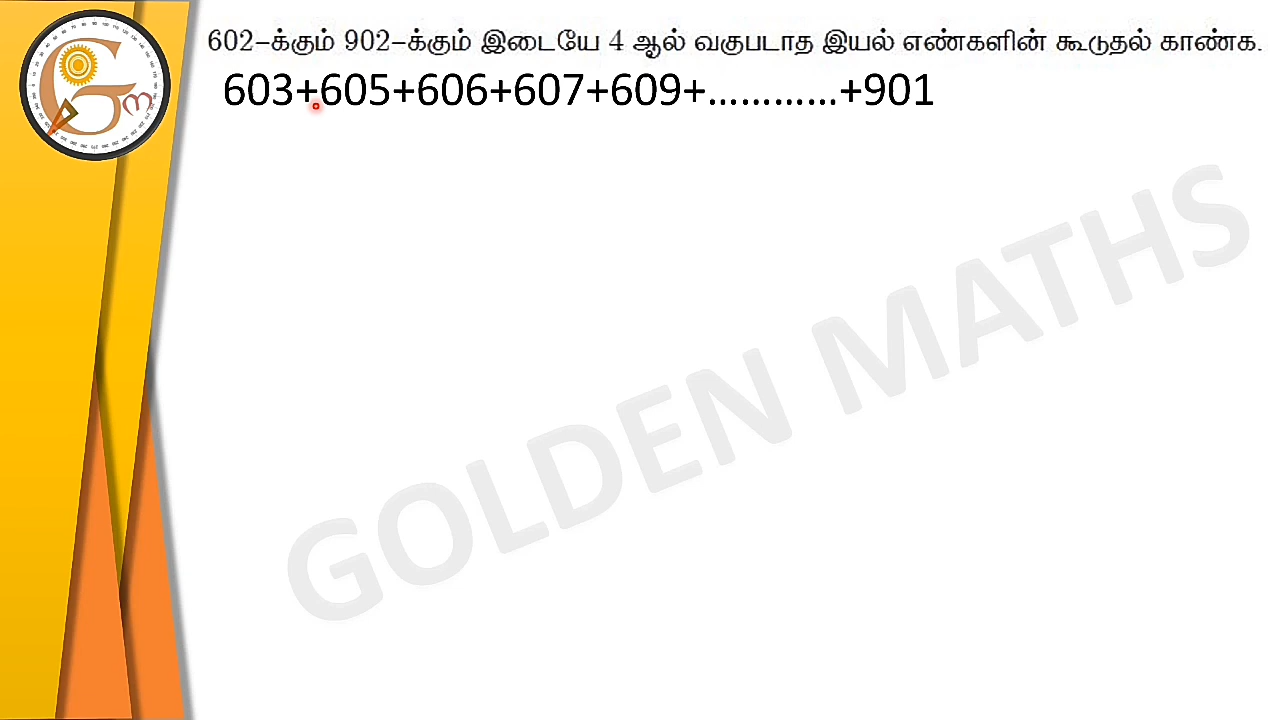 602-க்கும் 902-க்கும் இடையே 4 ஆல் வகுபடாத இயல் எண்களின் கூடுதல் காண்க.
603+605+606+607+609+............+901
GOLDEN MATHS